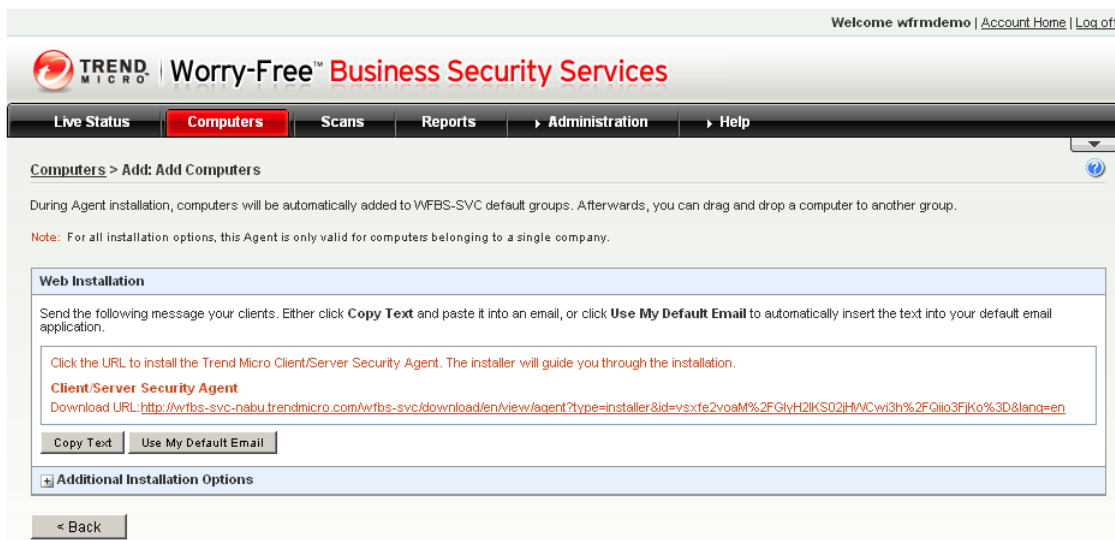 Welcome wfrmdemo | Account Home | Log off
TREND MICRO Worry-Free™ Business Security Services
Live Status Computers Scans Reports Administration Help
Computers > Add: Add Computers
During Agent installation, computers will be automatically added to WFBS-SVC default groups. Afterwards, you can drag and drop a computer to another group.
Note: For all installation options, this Agent is only valid for computers belonging to a single company.
Web Installation
Send the following message your clients. Either click Copy Text and paste it into an email, or click Use My Default Email to automatically insert the text into your default email
application.
Click the URL to install the Trend Micro Client/Server Security Agent. The installer will guide you through the installation.
Client/Server Security Agent
Download URL:http://wfbs-svc-nabu.trendmicro.com/wfbs-svc/download/en/view/agent?type=installer&id=vsxfe2voaM%2FGlyH2lKS02jHWCwi3h%2FQiio3FjKo%3D&lang=en
Copy Text Use My Default Email
Additional Installation Options
< Back